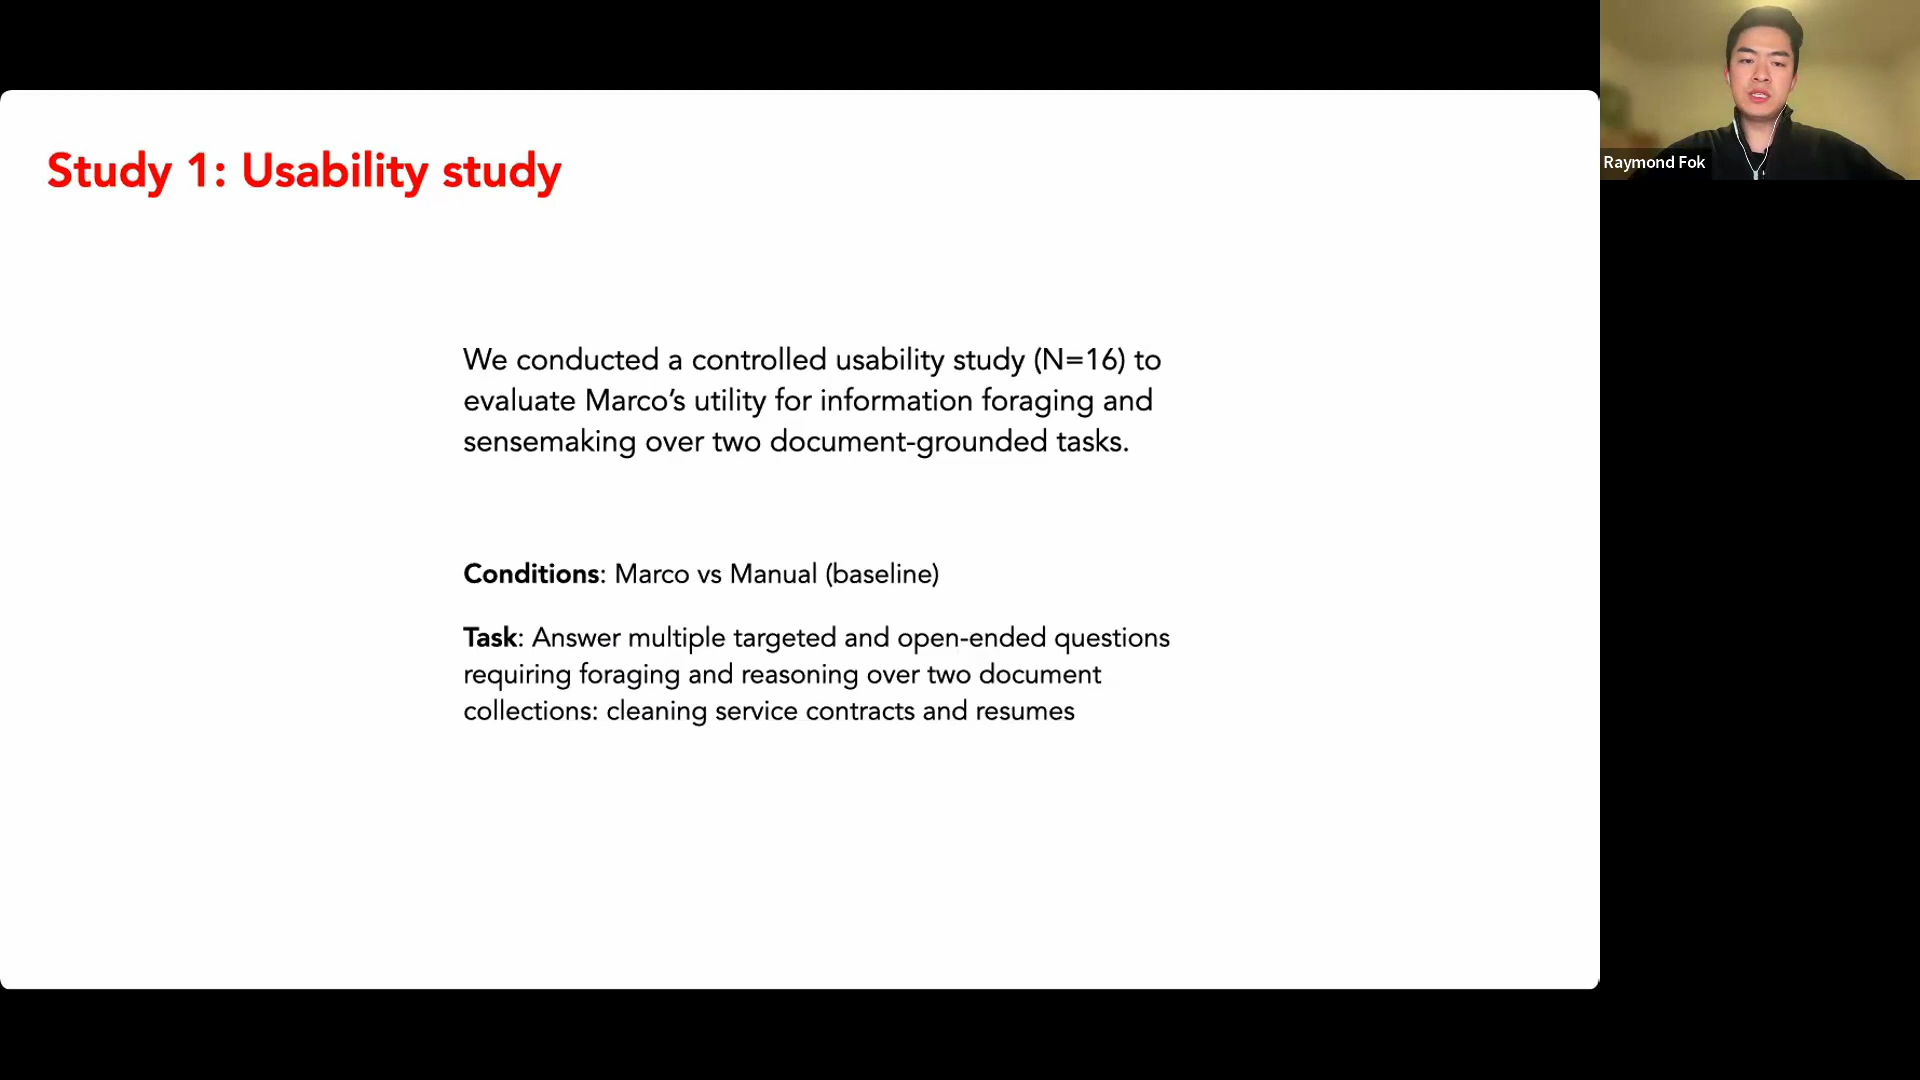 Study 1: Usability study
We conducted a controlled usability study (N=16) to
evaluate Marco’s utility for information foraging and
sensemaking over two document-grounded tasks.
Conditions: Marco vs Manual (baseline)
Task: Answer multiple targeted and open-ended questions
requiring foraging and reasoning over two document
collections: cleaning service contracts and resumes
Raymond Fok